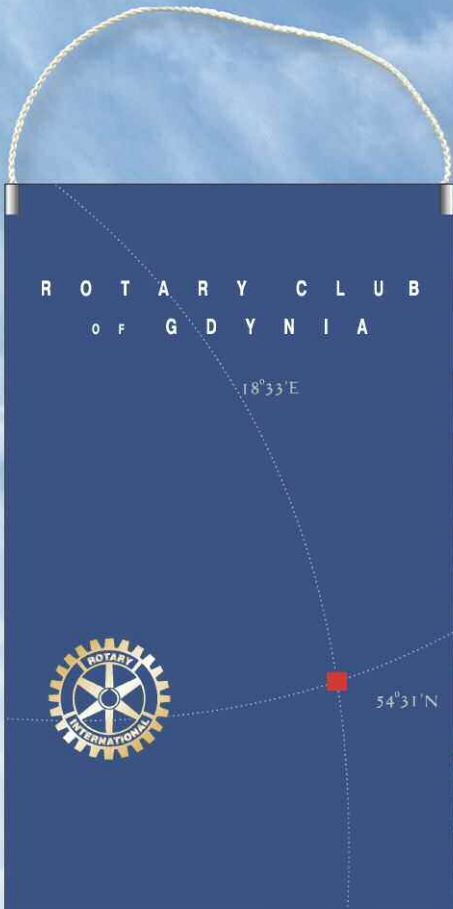 ROTARY CLUB
OF GDYNIA
18°33'E
ROTARY
INTERNATIONAL
54°31'N